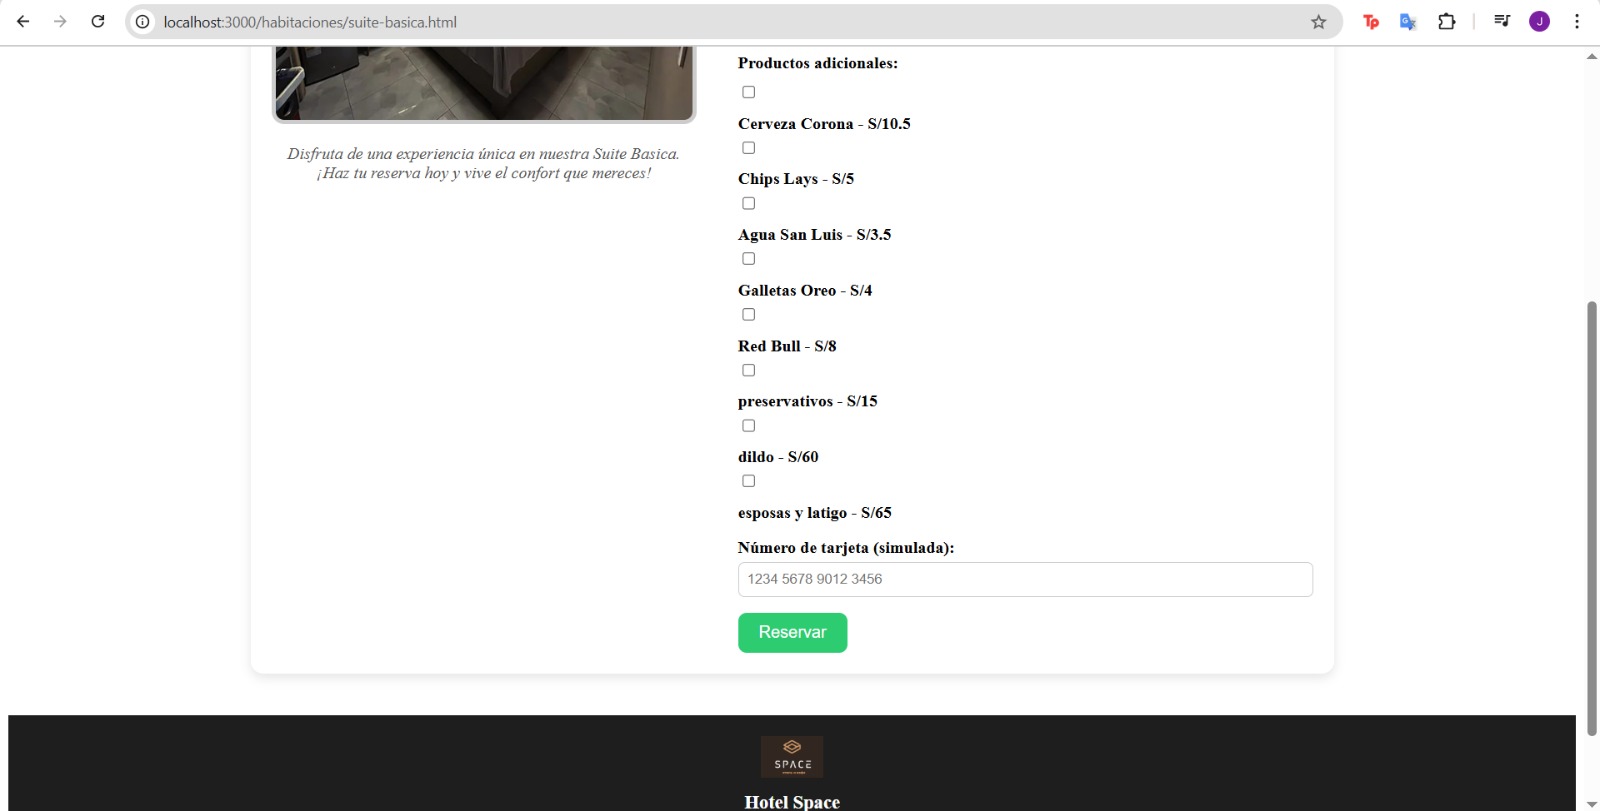 localhost:3000/habitaciones/suite-basica.html
J
Disfruta de una experiencia única en nuestra Suite Basica.
¡Haz tu reserva hoy y vive el confort que mereces!
Productos adicionales:
Cerveza Corona - S/10.5
Chips Lays - S/5
Agua San Luis - S/3.5
Galletas Oreo - S/4
Red Bull - S/8
preservativos - S/15
dildo - S/60
esposas y latigo - S/65
Número de tarjeta (simulada):
1234 5678 9012 3456
Reservar
SPACE
Hotel Space